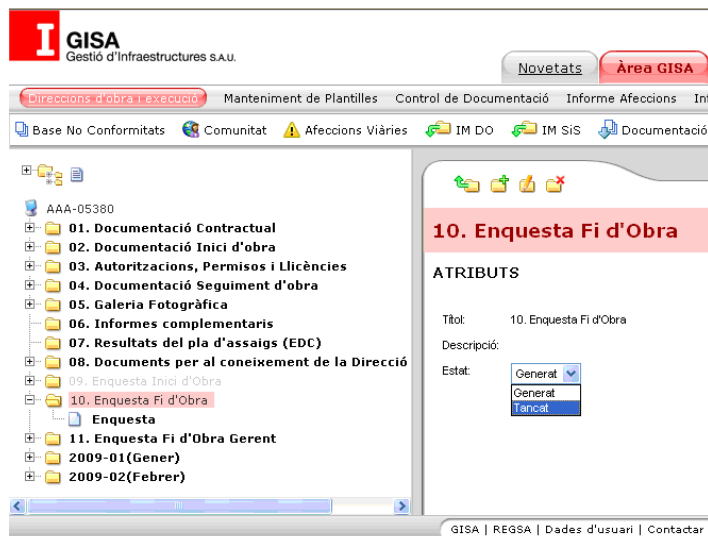 GISA
Gestió d'Infraestructures S.A.U.
Novetats
Àrea GISA
Direccions d'obra i execució
Manteniment de Plantilles
Control de Documentació
Informe Afeccions
Base No Conformitats
Comunitat
Afeccions Viàries
IM DO
IM SiS
Documentació
AAA-05380
01. Documentació Contractual
02. Documentació Inici d'obra
03. Autoritzacions, Permisos i Llicències
04. Documentació Seguiment d'obra
05. Galeria Fotogràfica
06. Informes complementaris
07. Resultats del pla d'assaigs (EDC)
08. Documents per al coneixement de la Direcció
09. Enquesta Inici d'Obra
10. Enquesta Fi d'Obra
Enquesta
11. Enquesta Fi d'Obra Gerent
2009-01(Gener)
2009-02(Febrer)
10. Enquesta Fi d'Obra
ATRIBUTS
Títol: 10. Enquesta Fi d'Obra
Descripció:
Estat: Generat
Generat
Tancat
GISA | REGSA | Dades d'usuari | Contactar